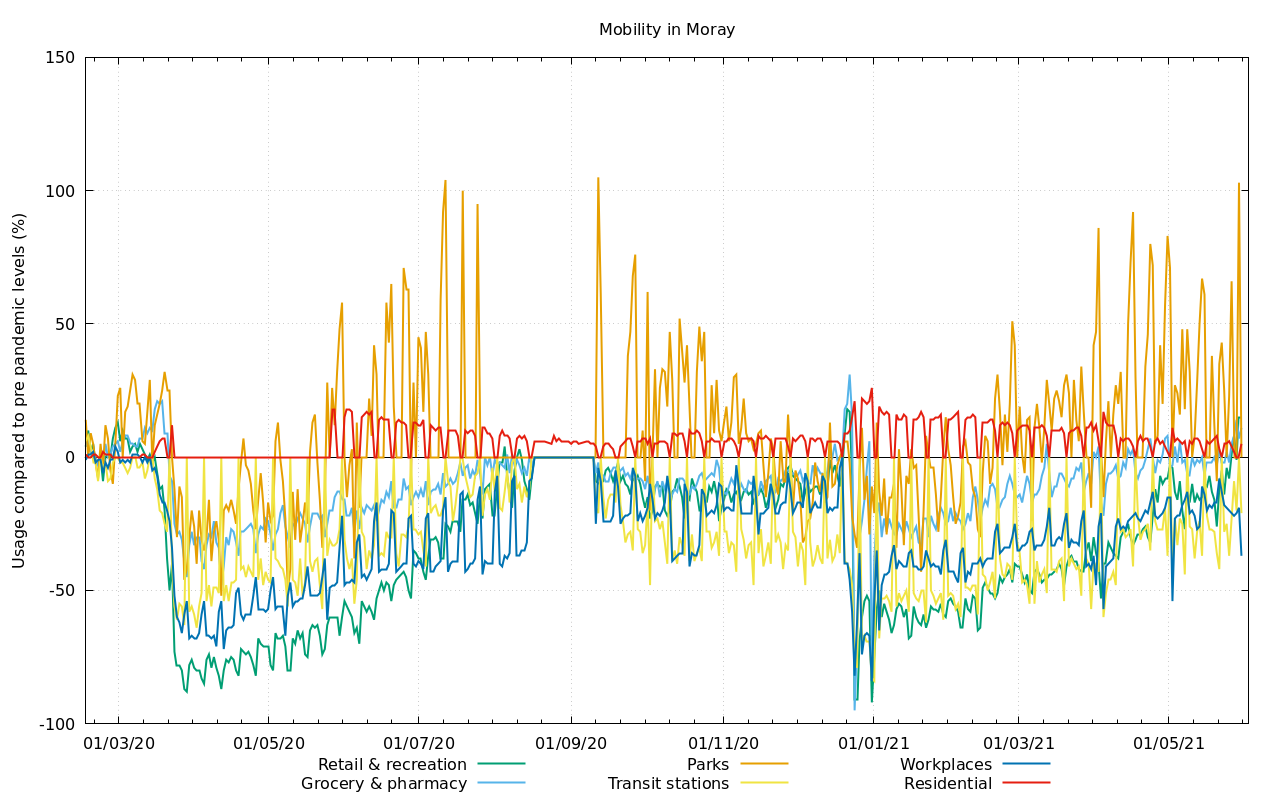 Mobility in Moray
Usage compared to pre pandemic levels (%)
150
100
50
0
-50
-100
01/03/20 01/05/20 01/07/20 01/09/20 01/11/20 01/01/21 01/03/21 01/05/21
Retail & recreation Parks Workplaces
Grocery & pharmacy Transit stations Residential